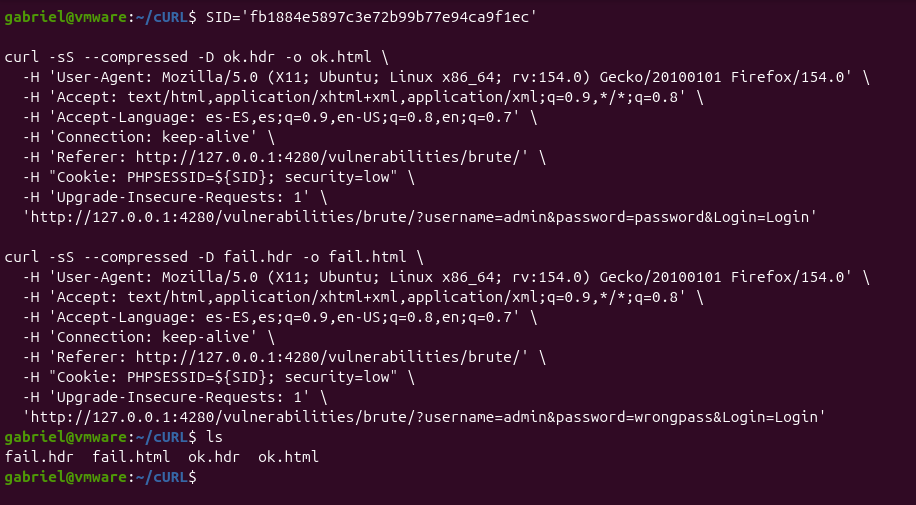 gabriel@vmware:~/cURL$ SID='fb1884e5897c3e72b99b77e94ca9f1ec'
curl -sS --compressed -D ok.hdr -o ok.html \
-H 'User-Agent: Mozilla/5.0 (X11; Ubuntu; Linux x86_64; rv:154.0) Gecko/20100101 Firefox/154.0' \
-H 'Accept: text/html,application/xhtml+xml,application/xml;q=0.9,*/*;q=0.8' \
-H 'Accept-Language: es-ES,es;q=0.9,en-US;q=0.8,en;q=0.7' \
-H 'Connection: keep-alive' \
-H 'Referer: http://127.0.0.1:4280/vulnerabilities/brute/' \
-H "Cookie: PHPSESSID=${SID}; security=low" \
-H 'Upgrade-Insecure-Requests: 1' \
'http://127.0.0.1:4280/vulnerabilities/brute/?username=admin&password=password&Login=Login'
curl -sS --compressed -D fail.hdr -o fail.html \
-H 'User-Agent: Mozilla/5.0 (X11; Ubuntu; Linux x86_64; rv:154.0) Gecko/20100101 Firefox/154.0' \
-H 'Accept: text/html,application/xhtml+xml,application/xml;q=0.9,*/*;q=0.8' \
-H 'Accept-Language: es-ES,es;q=0.9,en-US;q=0.8,en;q=0.7' \
-H 'Connection: keep-alive' \
-H 'Referer: http://127.0.0.1:4280/vulnerabilities/brute/' \
-H "Cookie: PHPSESSID=${SID}; security=low" \
-H 'Upgrade-Insecure-Requests: 1' \
'http://127.0.0.1:4280/vulnerabilities/brute/?username=admin&password=wrongpass&Login=Login'
gabriel@vmware:~/cURL$ ls
fail.hdr  fail.html  ok.hdr  ok.html
gabriel@vmware:~/cURL$